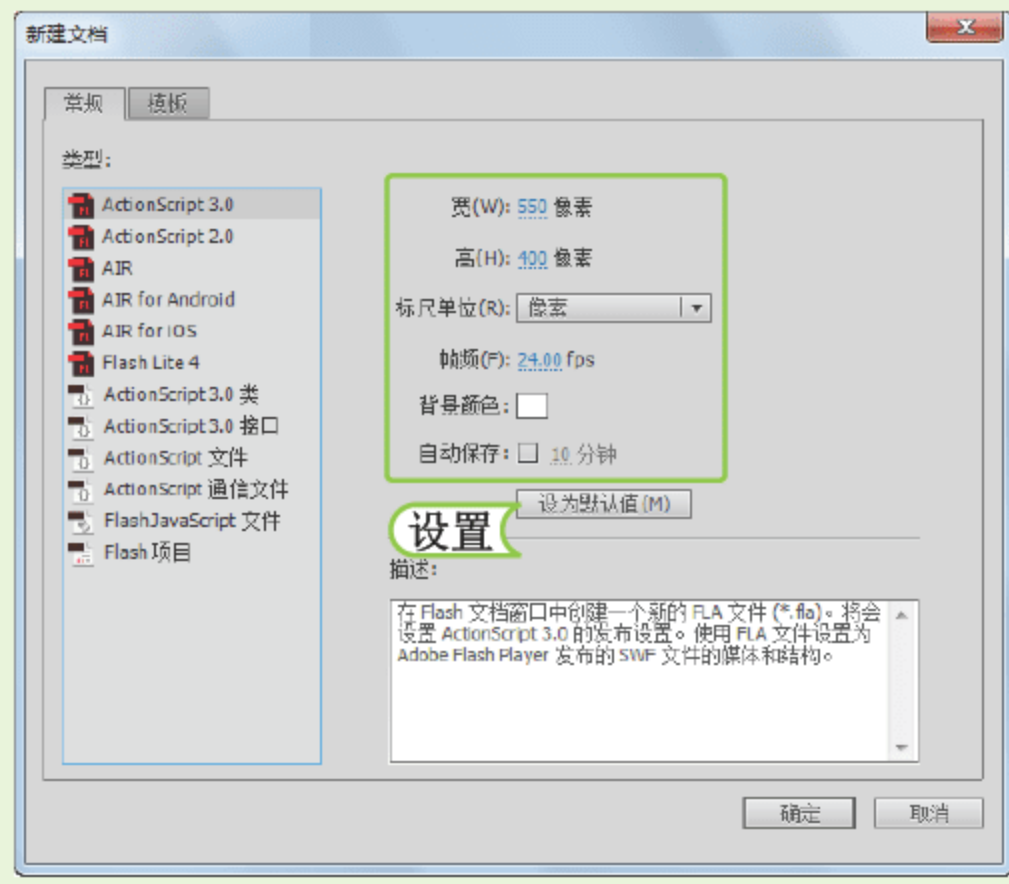 新建文档
常规
模板
类型:
ActionScript 3.0
ActionScript 2.0
AIR
AIR for Android
AIR for IOS
Flash Lite 4
ActionScript 3.0 类
ActionScript 3.0 接口
ActionScript 文件
ActionScript 通信文件
FlashJavaScript 文件
Flash 项目
宽(W): 550 像素
高(H): 400 像素
标尺单位(R): 像素
帧频(F): 24.00 fps
背景颜色:
自动保存: 10 分钟
设为默认值(M)
设置
描述:
在 Flash 文档窗口中创建一个新的 FLA 文件 (*.fla)。将会
设置 ActionScript 3.0 的发布设置。使用 FLA 文件设置为
Adobe Flash Player 发布的 SWF 文件的媒体和结构。
确定
取消